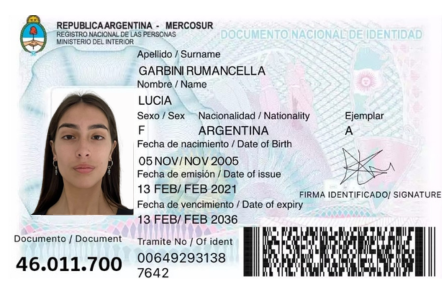 REPUBLICA ARGENTINA - MERCOSUR
REGISTRO NACIONAL DE LAS PERSONAS
MINISTERIO DEL INTERIOR
DOCUMENTO NACIONAL DE IDENTIDAD
Apellido / Surname
GARBINI RUMANCELLA
Nombre / Name
LUCIA
Sexo / Sex Nacionalidad / Nationality Ejemplar
F ARGENTINA A
Fecha de nacimiento / Date of Birth
05 NOV/ NOV 2005
Fecha de emisión / Date of issue
13 FEB/ FEB 2021
FIRMA IDENTIFICADO/ SIGNATURE
Fecha de vencimiento / Date of expiry
13 FEB/ FEB 2036
Documento / Document
46.011.700
Tramite No / Of ident
00649293138
7642